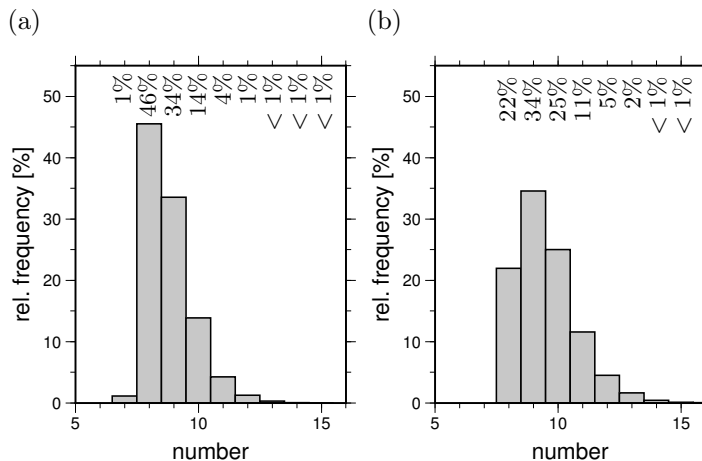 (a)
1% 46% 34% 14% 4% 1% < 1% < 1% < 1%
rel. frequency [%]
50
40
30
20
10
0
5 10 15
number
(b)
22% 34% 25% 11% 5% 2% < 1% < 1%
rel. frequency [%]
50
40
30
20
10
0
5 10 15
number